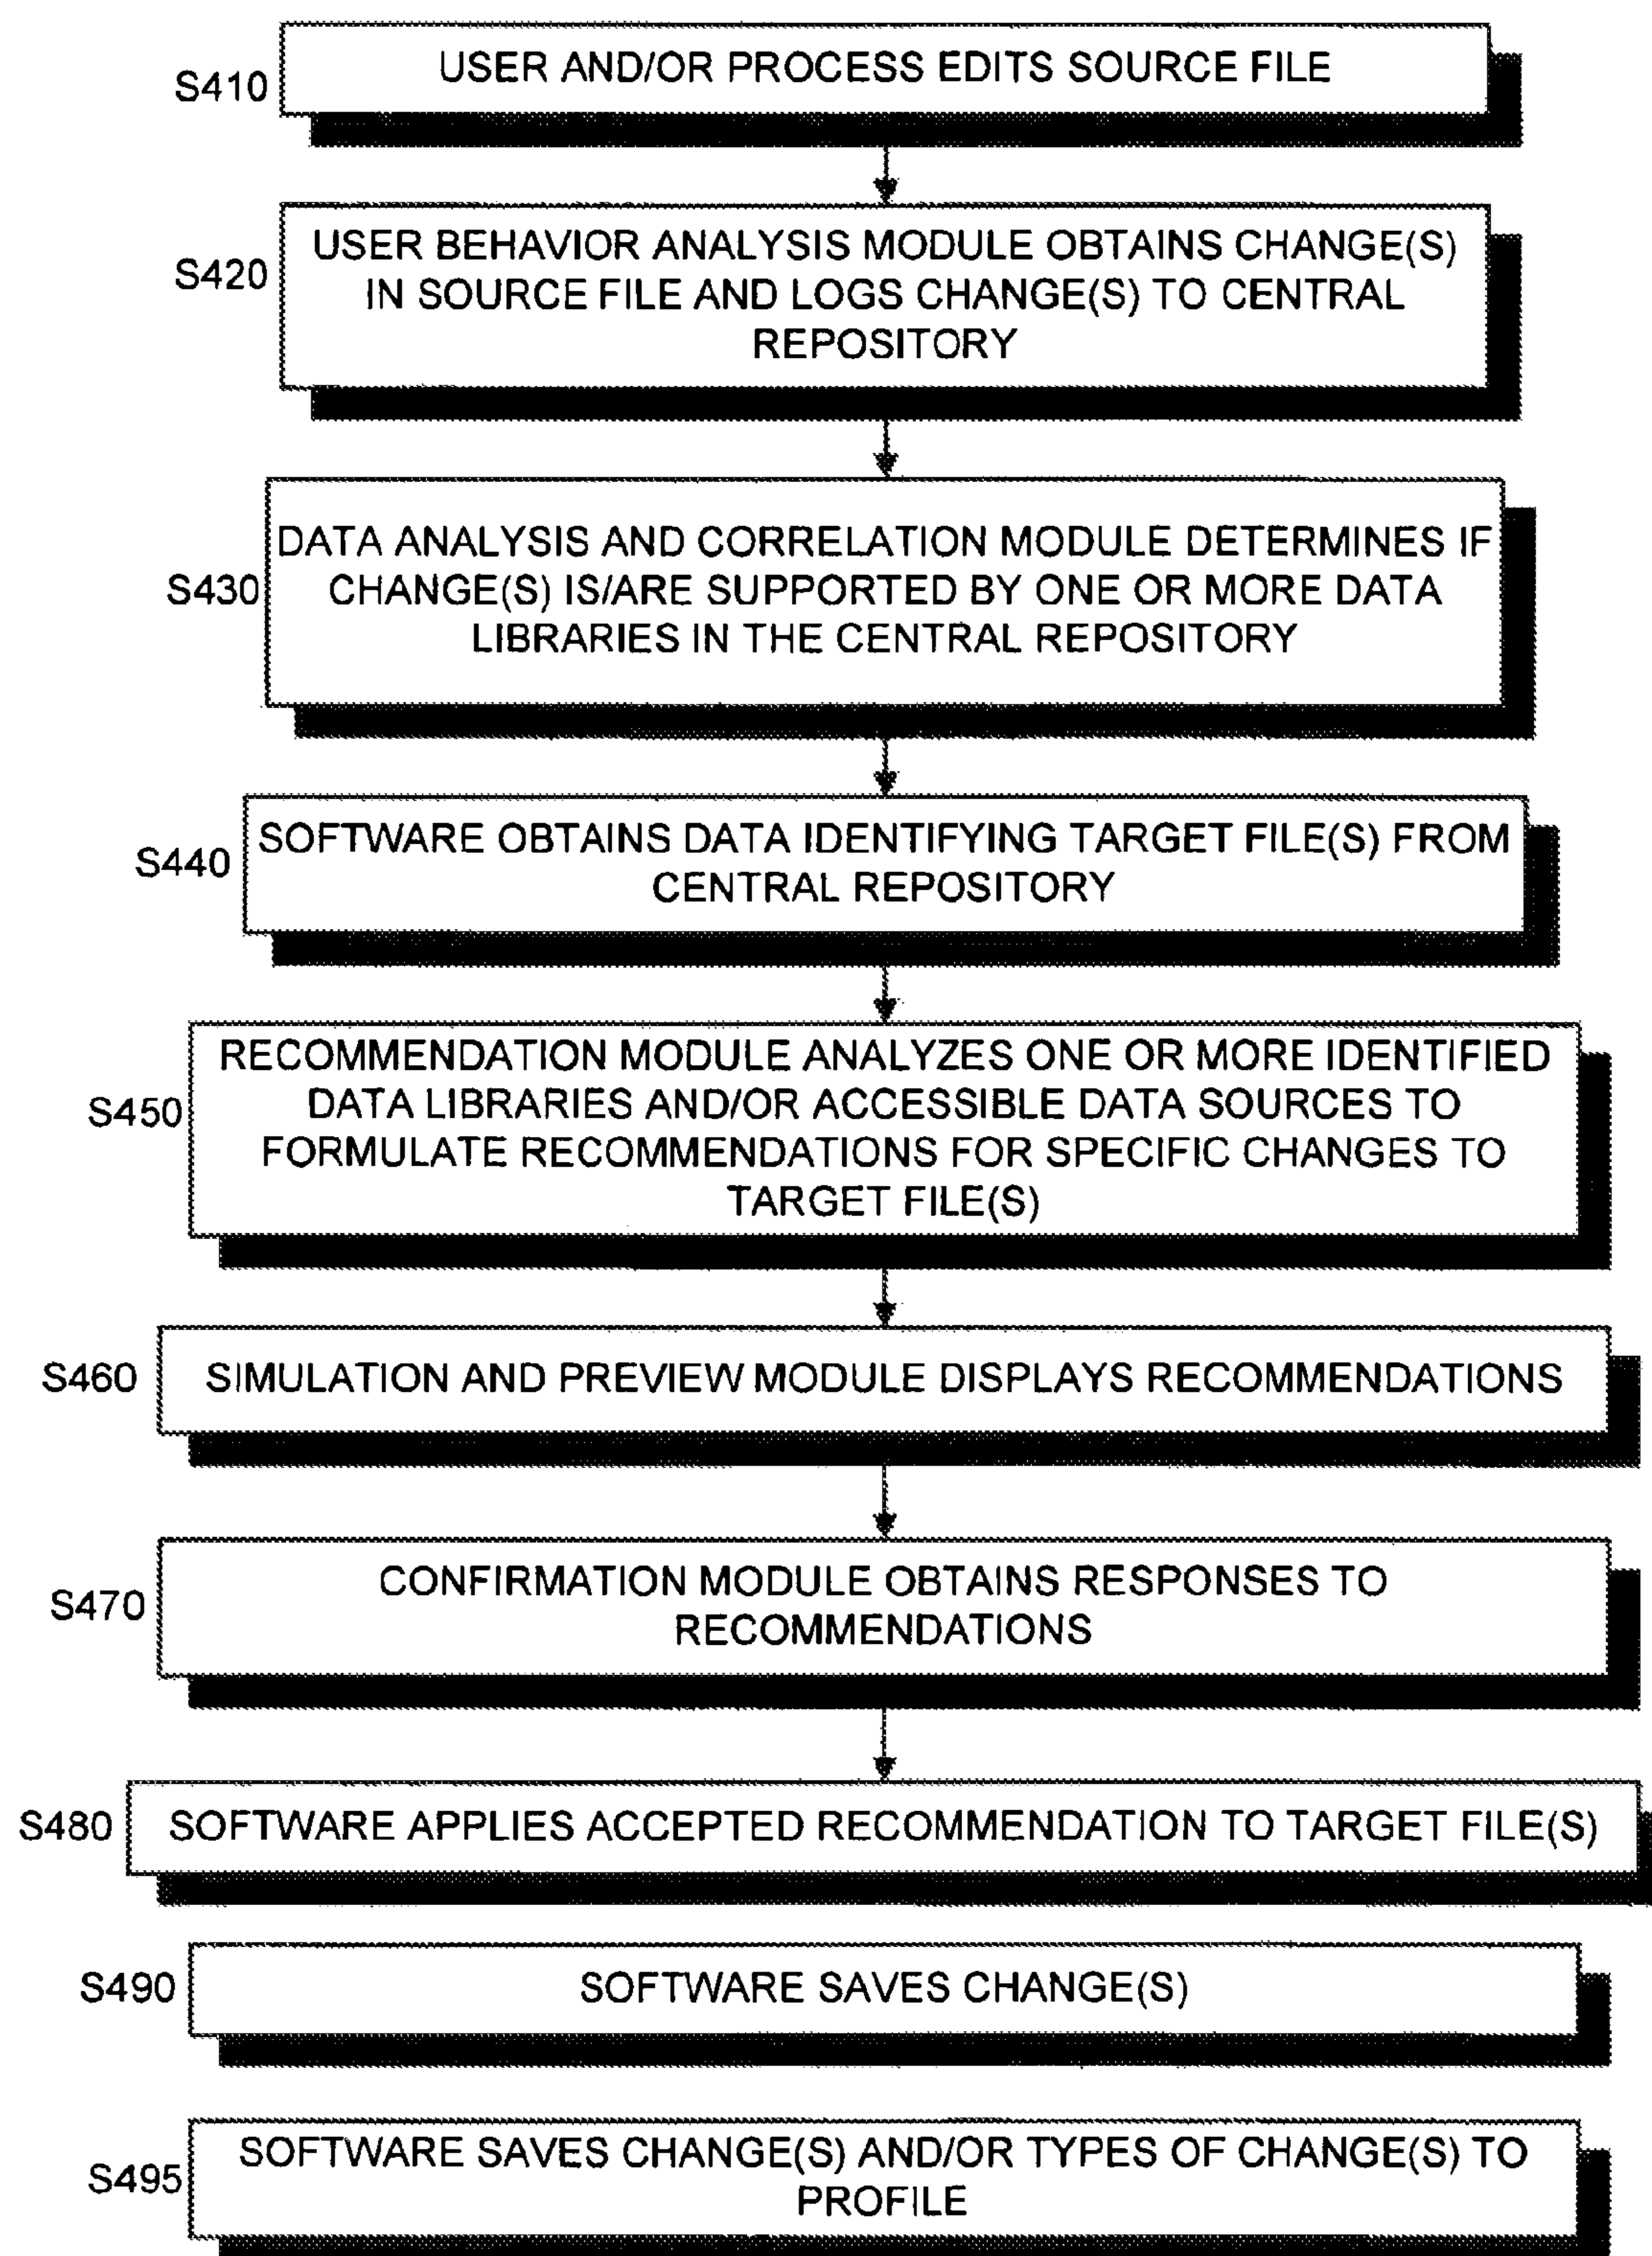 S410
USER AND/OR PROCESS EDITS SOURCE FILE
S420
USER BEHAVIOR ANALYSIS MODULE OBTAINS CHANGE(S)
IN SOURCE FILE AND LOGS CHANGE(S) TO CENTRAL
REPOSITORY
S430
DATA ANALYSIS AND CORRELATION MODULE DETERMINES IF
CHANGE(S) IS/ARE SUPPORTED BY ONE OR MORE DATA
LIBRARIES IN THE CENTRAL REPOSITORY
S440
SOFTWARE OBTAINS DATA IDENTIFYING TARGET FILE(S) FROM
CENTRAL REPOSITORY
S450
RECOMMENDATION MODULE ANALYZES ONE OR MORE IDENTIFIED
DATA LIBRARIES AND/OR ACCESSIBLE DATA SOURCES TO
FORMULATE RECOMMENDATIONS FOR SPECIFIC CHANGES TO
TARGET FILE(S)
S460
SIMULATION AND PREVIEW MODULE DISPLAYS RECOMMENDATIONS
S470
CONFIRMATION MODULE OBTAINS RESPONSES TO
RECOMMENDATIONS
S480
SOFTWARE APPLIES ACCEPTED RECOMMENDATION TO TARGET FILE(S)
S490
SOFTWARE SAVES CHANGE(S)
S495
SOFTWARE SAVES CHANGE(S) AND/OR TYPES OF CHANGE(S) TO
PROFILE